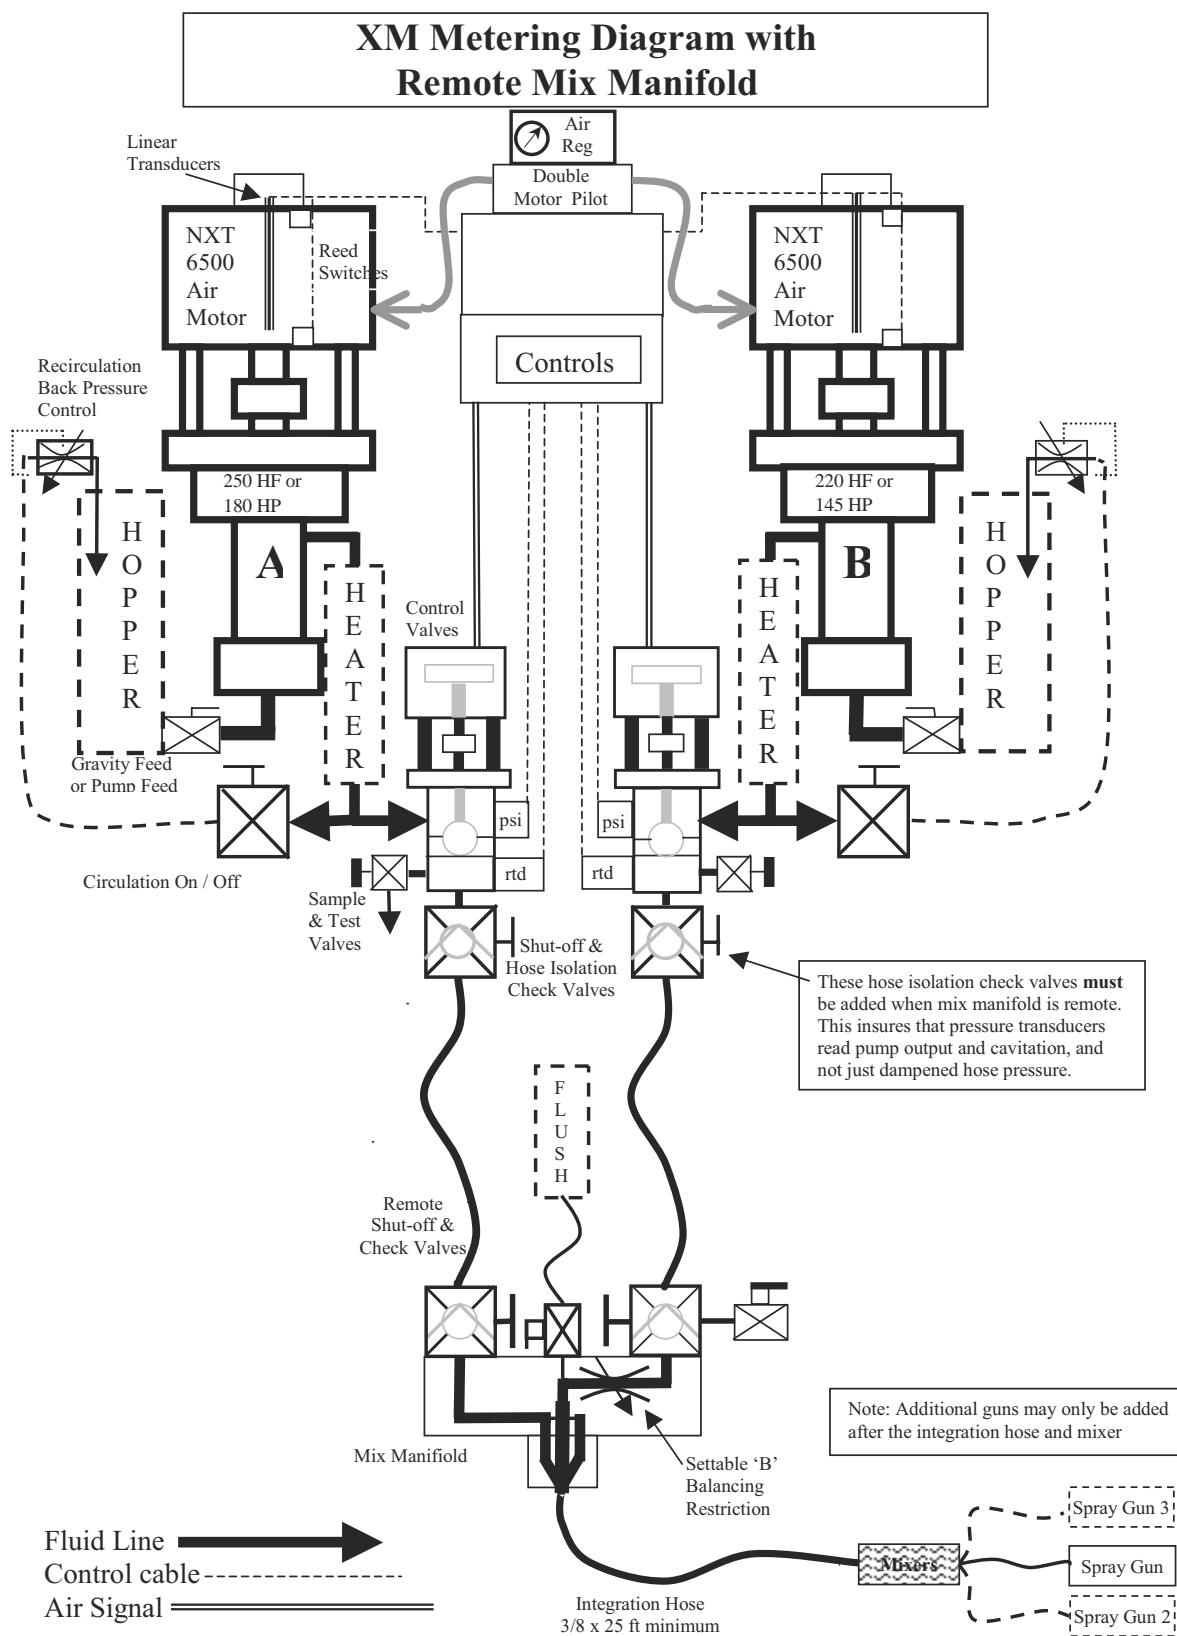 XM Metering Diagram with
Remote Mix Manifold
Air
Reg
Double
Motor Pilot
Linear
Transducers
NXT
6500
Air
Motor
Reed
Switches
NXT
6500
Air
Motor
Controls
Recirculation
Back Pressure
Control
250 HF or
180 HP
220 HF or
145 HP
HOPPER
A
HEATER
Control
Valves
HEATER
B
HOPPER
Gravity Feed
or Pump Feed
psi
psi
rtd
rtd
Circulation On / Off
Sample
& Test
Valves
Shut-off &
Hose Isolation
Check Valves
These hose isolation check valves must
be added when mix manifold is remote.
This insures that pressure transducers
read pump output and cavitation, and
not just dampened hose pressure.
FLUSH
Remote
Shut-off &
Check Valves
Mix Manifiold
Settable ‘B’
Balancing
Restriction
Note: Additional guns may only be added
after the integration hose and mixer
Fluid Line
Control cable
Air Signal
Integration Hose
3/8 x 25 ft minimum
Mixers
Spray Gun 3
Spray Gun
Spray Gun 2